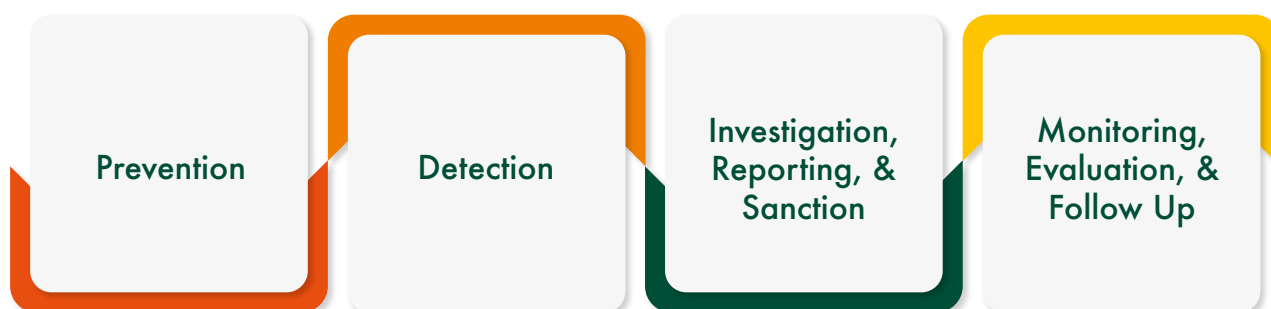 Prevention
Detection
Investigation,
Reporting, &
Sanction
Monitoring,
Evaluation, &
Follow Up